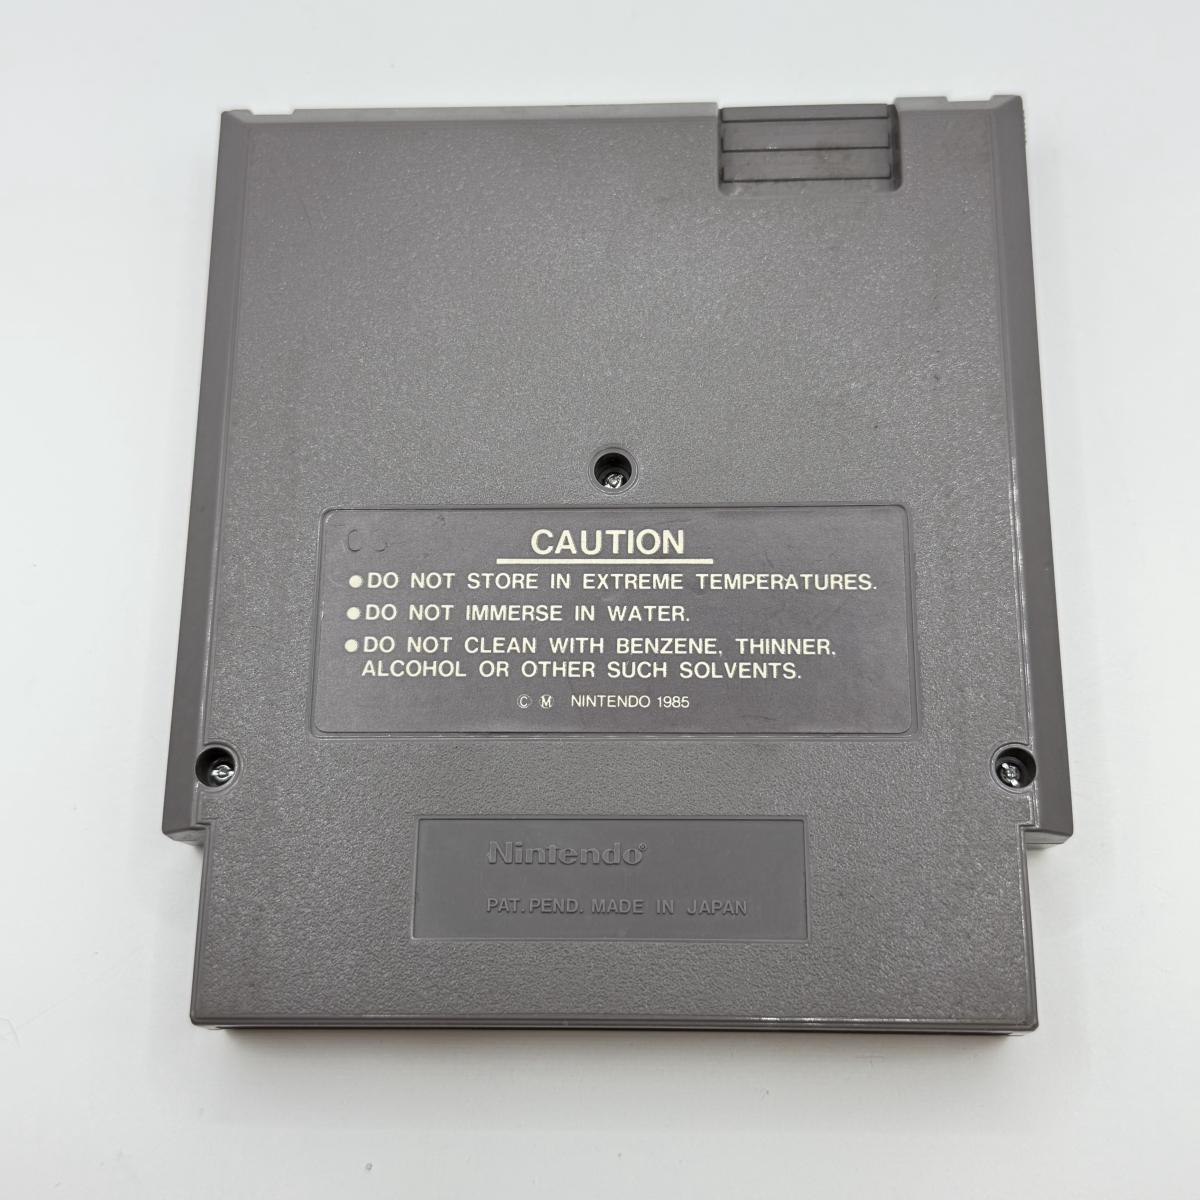 CAUTION
●DO NOT STORE IN EXTREME TEMPERATURES.
●DO NOT IMMERSE IN WATER.
●DO NOT CLEAN WITH BENZENE, THINNER,
ALCOHOL OR OTHER SUCH SOLVENTS.
Ⓒ Ⓜ NINTENDO 1985
Nintendo®
PAT. PEND. MADE IN JAPAN